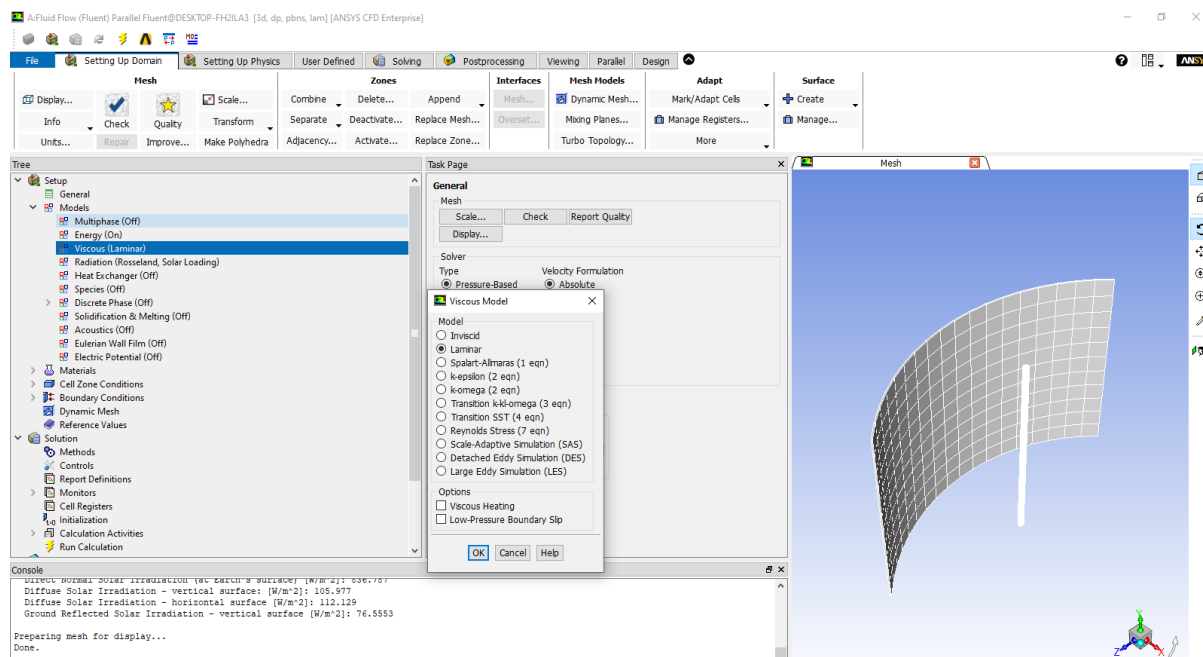 A:Fluid Flow (Fluent) Parallel Fluent@DESKTOP-FH2ILA3 [3d, dp, pbns, lam] [ANSYS CFD Enterprise]
File Setting Up Domain Setting Up Physics User Defined Solving Postprocessing Viewing Parallel Design
Mesh Zones Interfaces Mesh Models Adapt Surface
Display... Scale... Combine Delete... Append Mesh... Dynamic Mesh... Mark/Adapt Cells Create
Info Check Quality Transform Separate Deactivate... Replace Mesh... Overset... Mixing Planes... Manage Registers... Manage...
Units... Repair Improve... Make Polyhedra Adjacency... Activate... Replace Zone... Turbo Topology... More
Tree
Setup
General
Models
Multiphase (Off)
Energy (On)
Viscous (Laminar)
Radiation (Rosseland, Solar Loading)
Heat Exchanger (Off)
Species (Off)
Discrete Phase (Off)
Solidification & Melting (Off)
Acoustics (Off)
Eulerian Wall Film (Off)
Electric Potential (Off)
Materials
Cell Zone Conditions
Boundary Conditions
Dynamic Mesh
Reference Values
Solution
Methods
Controls
Report Definitions
Monitors
Cell Registers
Initialization
Calculation Activities
Run Calculation
Task Page
General
Mesh
Scale... Check Report Quality
Display...
Solver
Type Velocity Formulation
Pressure-Based Absolute
Viscous Model
Model
Inviscid
Laminar
Spalart-Allmaras (1 eqn)
k-epsilon (2 eqn)
k-omega (2 eqn)
Transition k-kl-omega (3 eqn)
Transition SST (4 eqn)
Reynolds Stress (7 eqn)
Scale-Adaptive Simulation (SAS)
Detached Eddy Simulation (DES)
Large Eddy Simulation (LES)
Options
Viscous Heating
Low-Pressure Boundary Slip
OK Cancel Help
Mesh
Console
Direct Normal Solar Irradiation (at Earth's surface) [W/m^2]: 836.787
Diffuse Solar Irradiation - vertical surface: [W/m^2]: 105.977
Diffuse Solar Irradiation - horizontal surface [W/m^2]: 112.129
Ground Reflected Solar Irradiation - vertical surface [W/m^2]: 76.5553
Preparing mesh for display...
Done.
Y
Z X